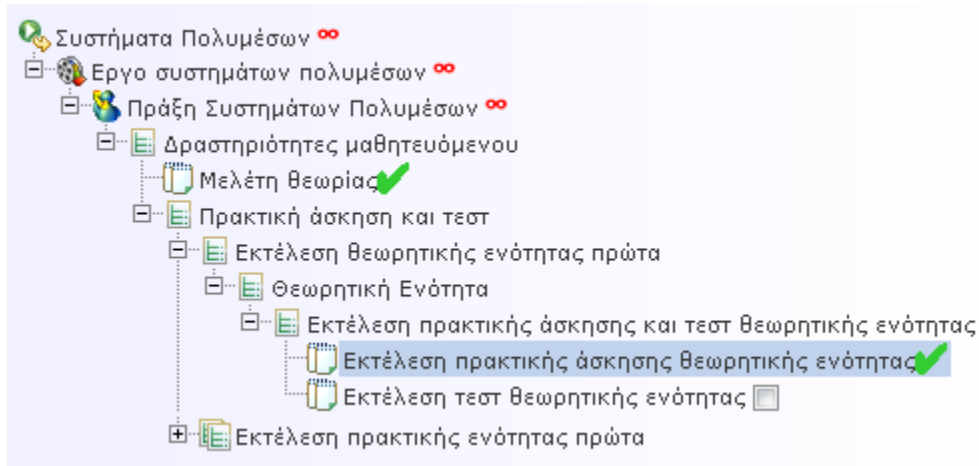 Συστήματα Πολυμέσων
Εργο συστημάτων πολυμέσων
Πράξη Συστημάτων Πολυμέσων
Δραστηριότητες μαθητευόμενου
Μελέτη θεωρίας
Πρακτική άσκηση και τεστ
Εκτέλεση θεωρητικής ενότητας πρώτα
Θεωρητική Ενότητα
Εκτέλεση πρακτικής άσκησης και τεστ θεωρητικής ενότητας
Εκτέλεση πρακτικής άσκησης θεωρητικής ενότητας
Εκτέλεση τεστ θεωρητικής ενότητας
Εκτέλεση πρακτικής ενότητας πρώτα